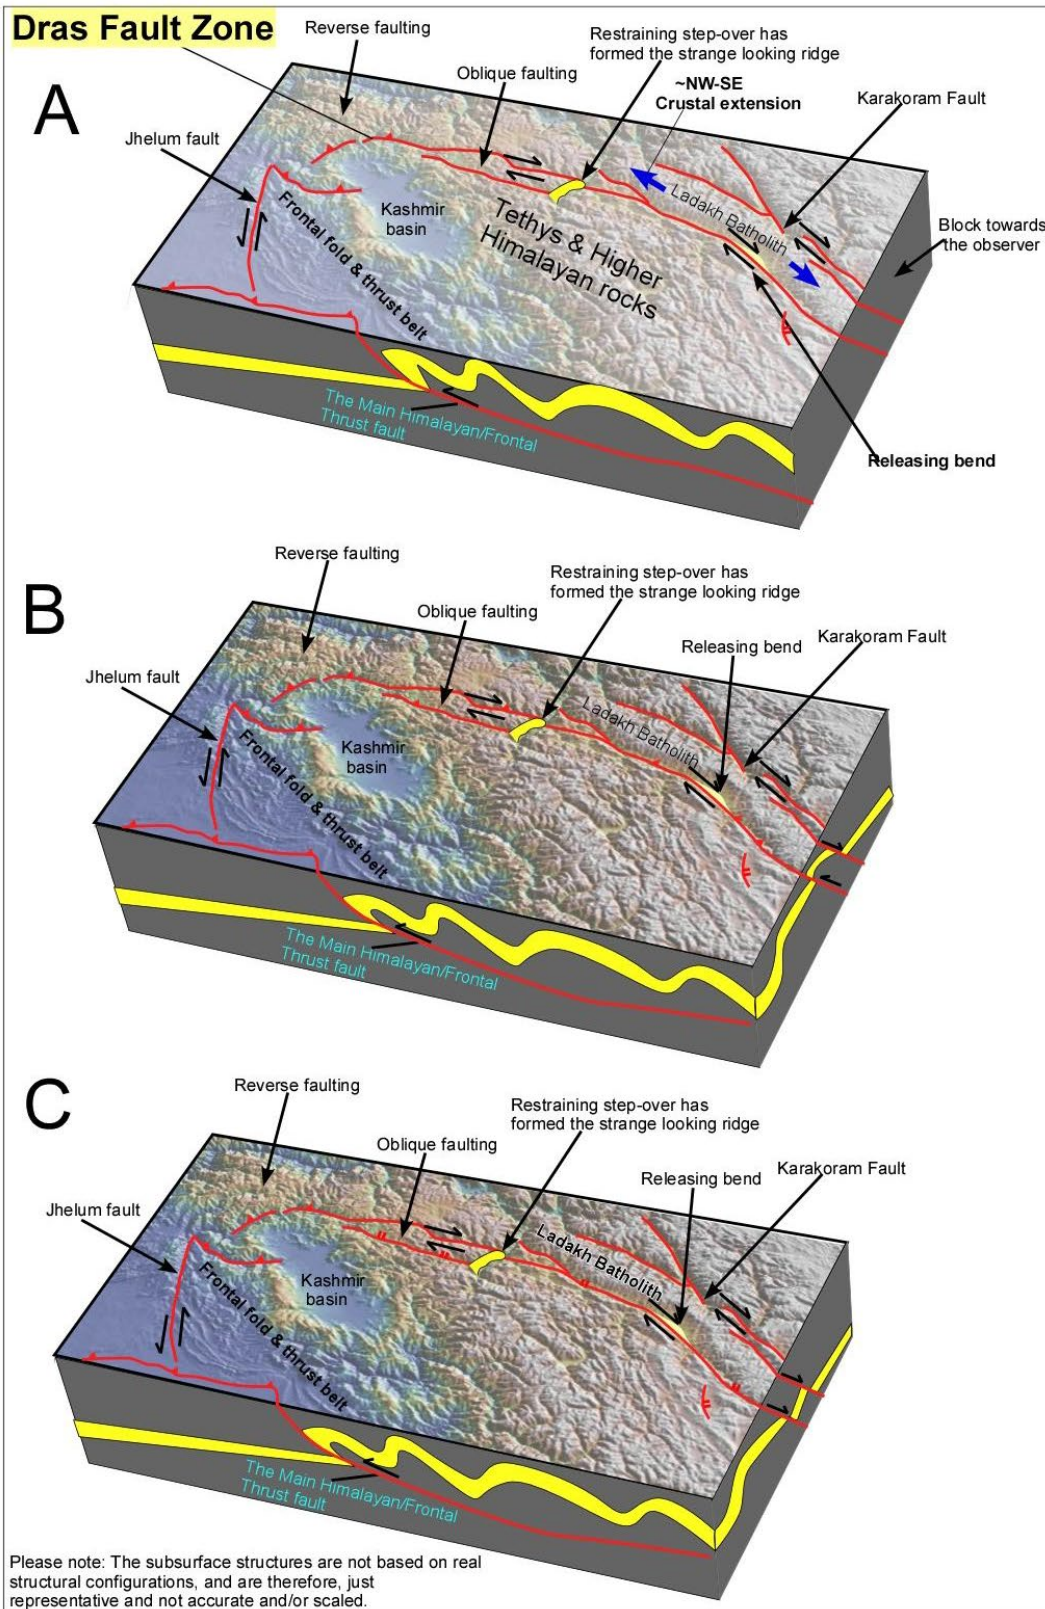 Dras Fault Zone
A
Reverse faulting
Restraining step-over has
formed the strange looking ridge
Oblique faulting
~NW-SE
Crustal extension
Karakoram Fault
Jhelum fault
Kashmir
basin
Ladakh Batholith
Frontal fold & thrust belt
Tethys & Higher
Himalayan rocks
Block towards
the observer
The Main Himalayan/Frontal
Thrust fault
Releasing bend
B
Reverse faulting
Restraining step-over has
formed the strange looking ridge
Oblique faulting
Releasing bend
Karakoram Fault
Jhelum fault
Ladakh Batholith
Kashmir
basin
Frontal fold & thrust belt
The Main Himalayan/Frontal
Thrust fault
C
Reverse faulting
Restraining step-over has
formed the strange looking ridge
Oblique faulting
Releasing bend
Karakoram Fault
Jhelum fault
Ladakh Batholith
Kashmir
basin
Frontal fold & thrust belt
The Main Himalayan/Frontal
Thrust fault
Please note: The subsurface structures are not based on real
structural configurations, and are therefore, just
representative and not accurate and/or scaled.